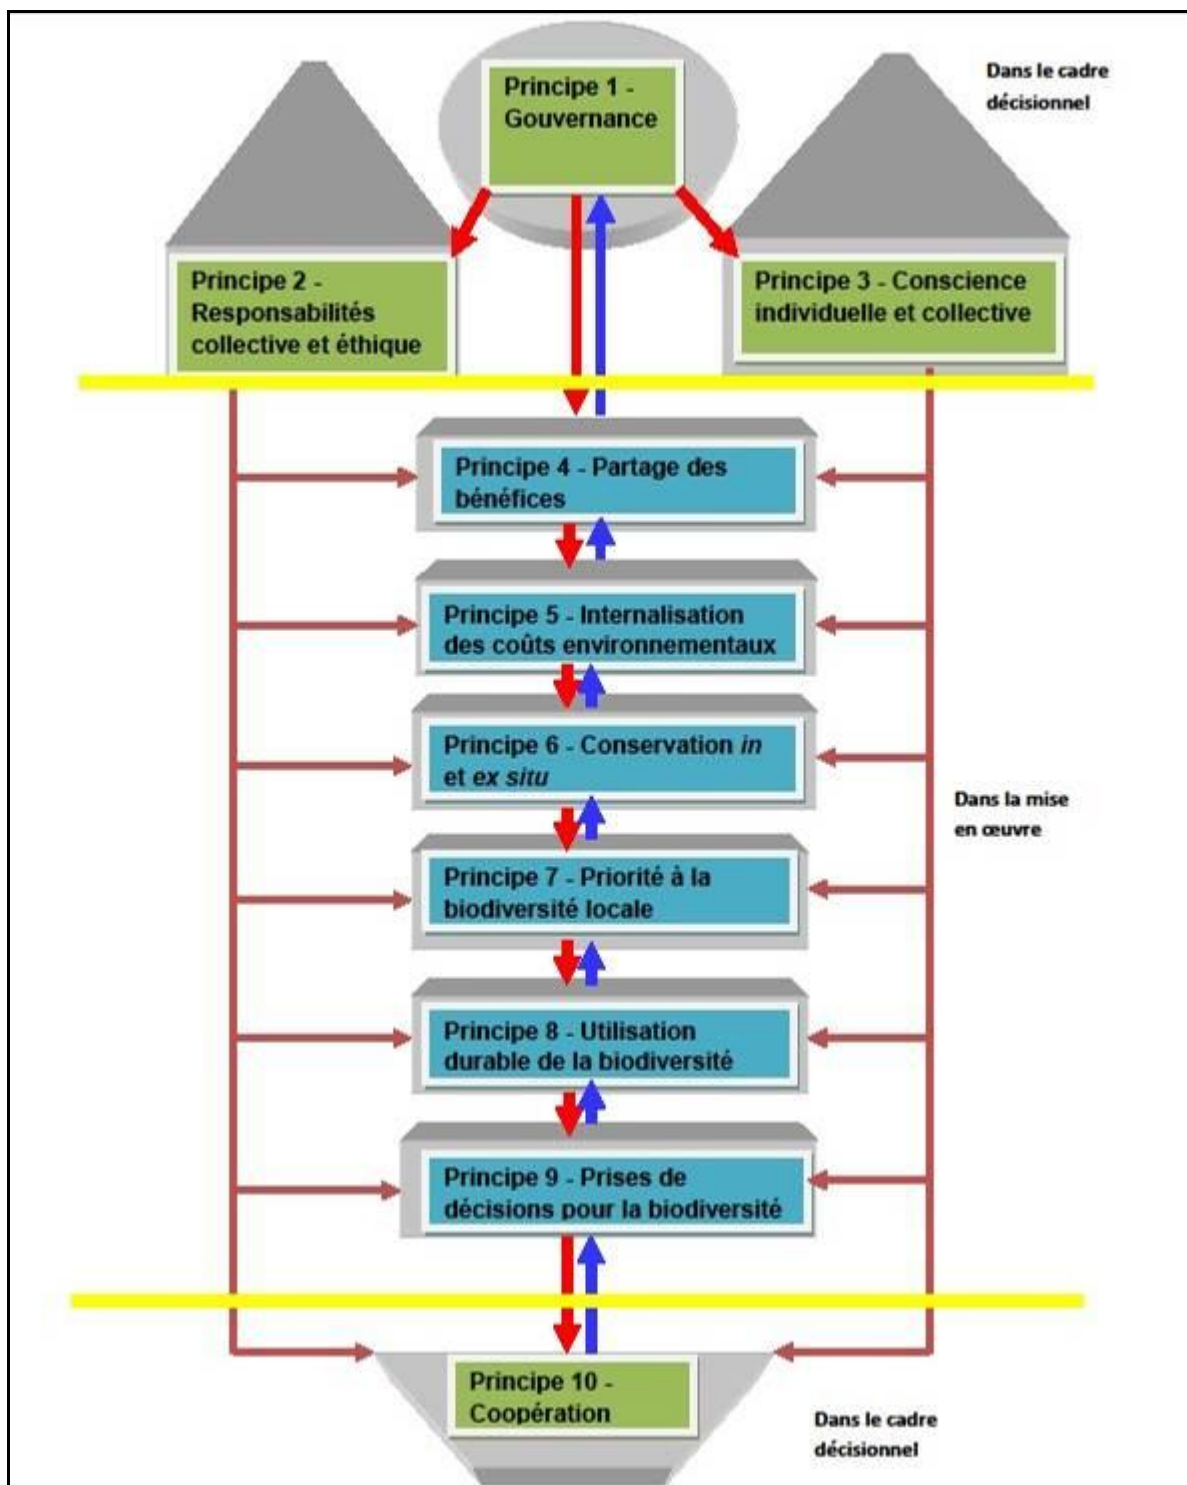 Principe 1 -
Gouvernance
Dans le cadre
décisionnel
Principe 2 -
Responsabilités
collective et éthique
Principe 3 - Conscience
individuelle et collective
Principe 4 - Partage des
bénéfices
Principe 5 - Internalisation
des coûts environnementaux
Principe 6 - Conservation in
et ex situ
Dans la mise
en œuvre
Principe 7 - Priorité à la
biodiversité locale
Principe 8 - Utilisation
durable de la biodiversité
Principe 9 - Prises de
décisions pour la biodiversité
Principe 10 -
Coopération
Dans le cadre
décisionnel